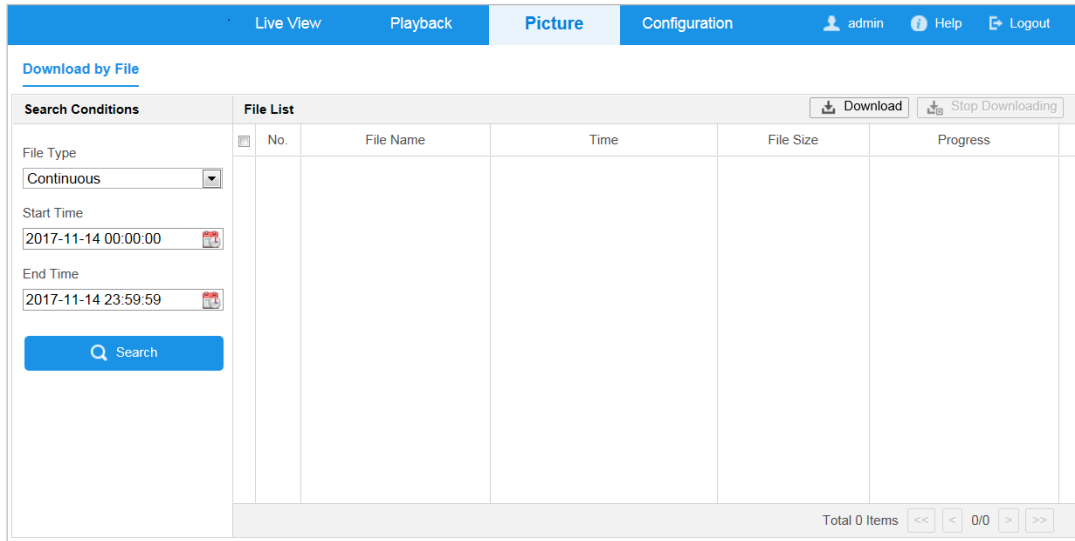 Live View Playback Picture Configuration admin Help Logout
Download by File
Search Conditions
File Type
Continuous
Start Time
2017-11-14 00:00:00
End Time
2017-11-14 23:59:59
Search
File List Download Stop Downloading
No. File Name Time File Size Progress
Total 0 Items << < 0/0 > >>